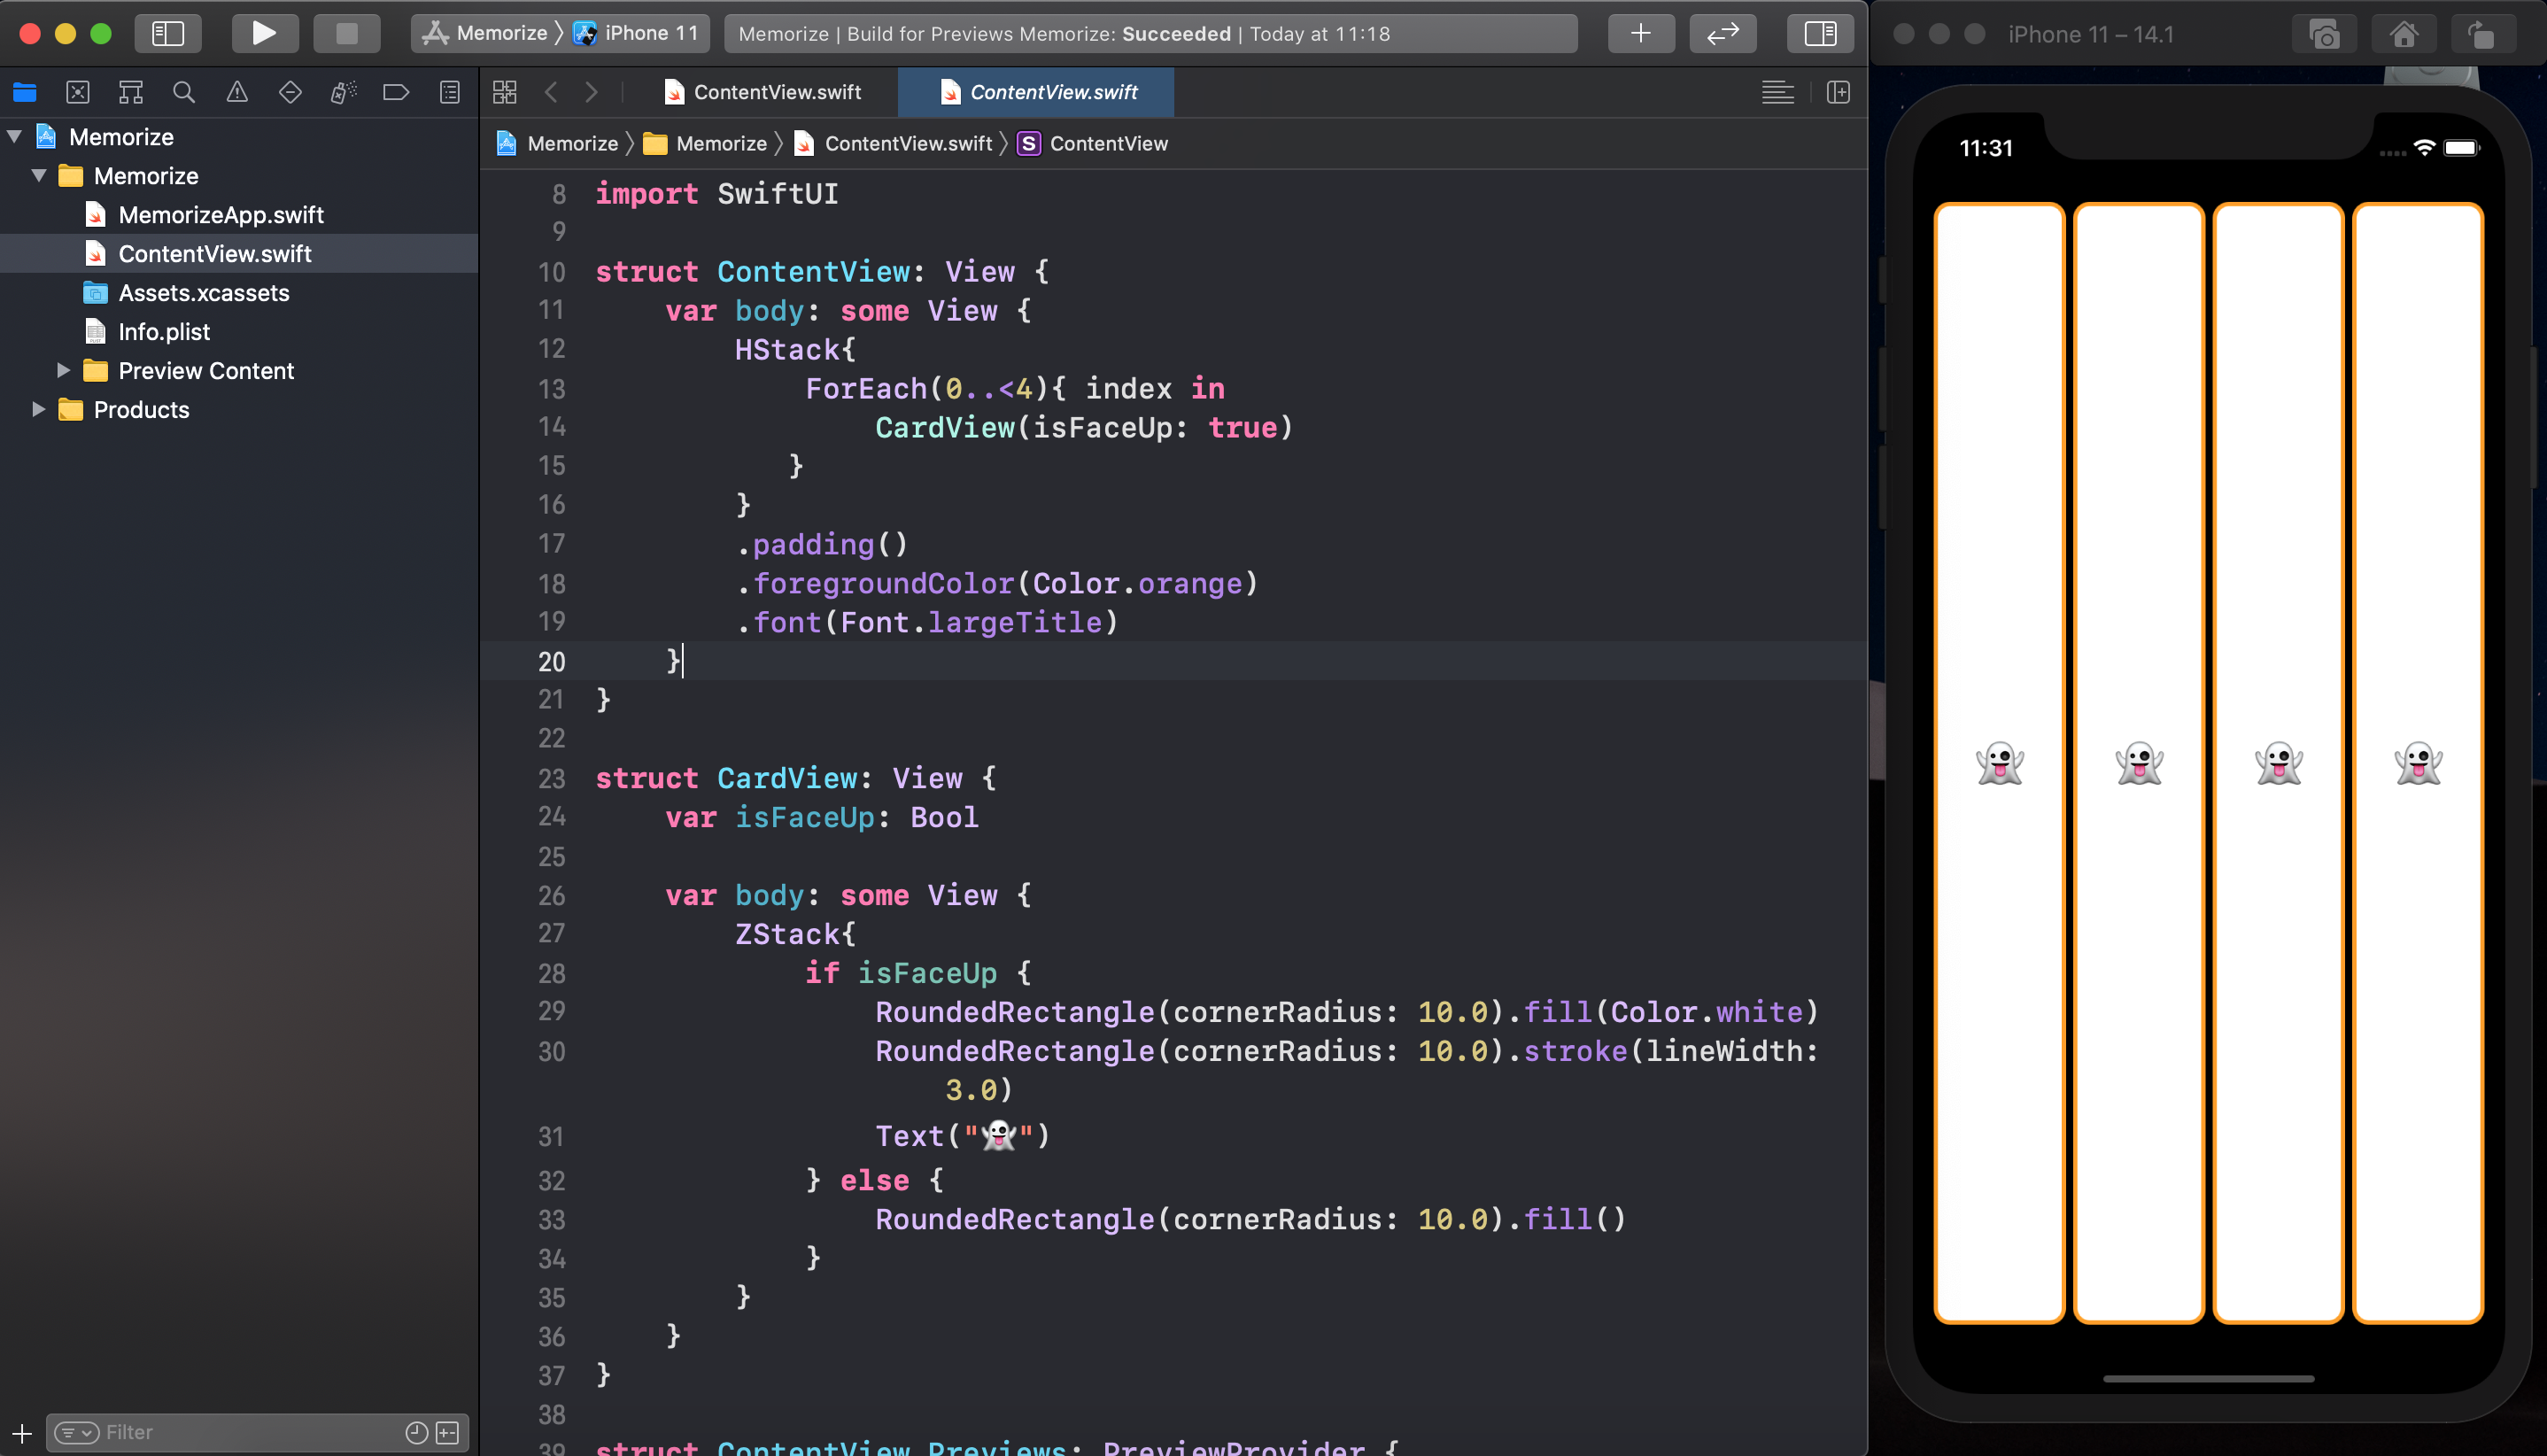 Memorize 〉 iPhone 11
Memorize | Build for Previews Memorize: Succeeded | Today at 11:18
iPhone 11 – 14.1
ContentView.swift
ContentView.swift
Memorize 〉 Memorize 〉 ContentView.swift 〉 S ContentView
Memorize
Memorize
MemorizeApp.swift
ContentView.swift
Assets.xcassets
Info.plist
Preview Content
Products
Filter
8 import SwiftUI
9
10 struct ContentView: View {
11     var body: some View {
12         HStack{
13             ForEach(0..<4){ index in
14                 CardView(isFaceUp: true)
15            }
16         }
17         .padding()
18         .foregroundColor(Color.orange)
19         .font(Font.largeTitle)
20     }
21 }
22
23 struct CardView: View {
24     var isFaceUp: Bool
25
26     var body: some View {
27         ZStack{
28             if isFaceUp {
29                 RoundedRectangle(cornerRadius: 10.0).fill(Color.white)
30                 RoundedRectangle(cornerRadius: 10.0).stroke(lineWidth:
                    3.0)
31                 Text("👻")
32             } else {
33                 RoundedRectangle(cornerRadius: 10.0).fill()
34             }
35         }
36     }
37 }
38
39 struct ContentView_Previews: PreviewProvider {
11:31
👻 👻 👻 👻